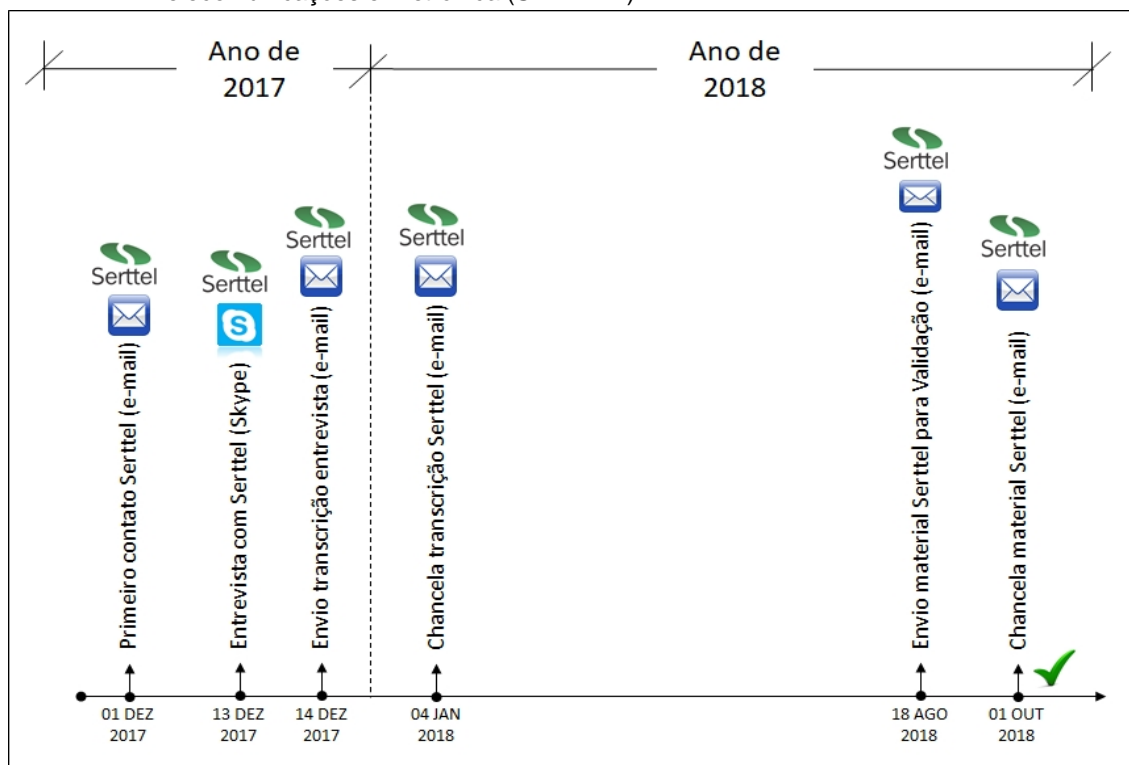 Ano de
2017
Ano de
2018
Serttel
Primeiro contato Serttel (e-mail)
Serttel
S
Entrevista com Serttel (Skype)
Serttel
Envio transcrição entrevista (e-mail)
Serttel
Chancela transcrição Serttel (e-mail)
Serttel
Envio material Serttel para Validação (e-mail)
Serttel
Chancela material Serttel (e-mail)
01 DEZ
2017
13 DEZ
2017
14 DEZ
2017
04 JAN
2018
18 AGO
2018
01 OUT
2018